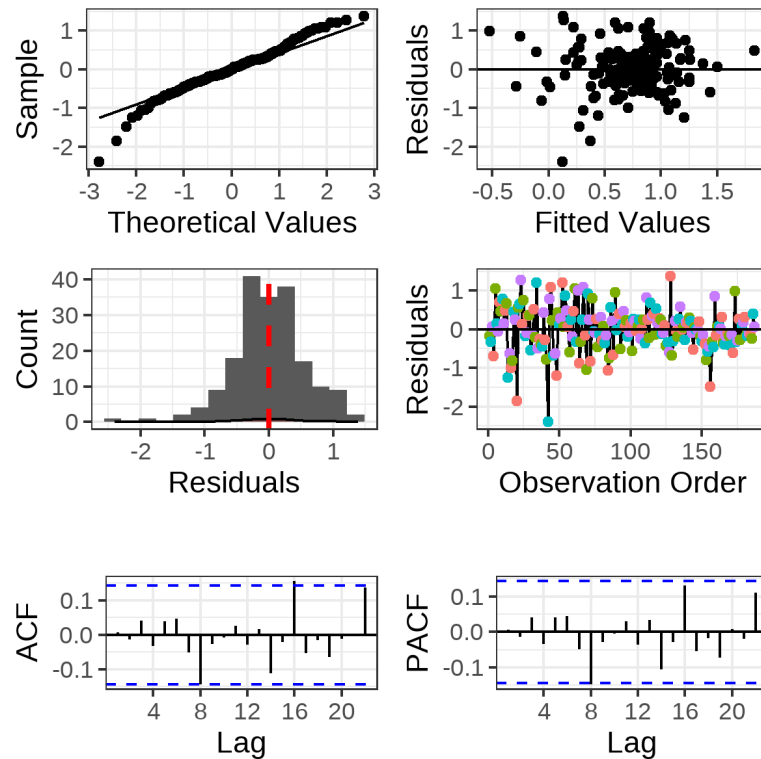 1
0
-1
-2
Sample
-3 -2 -1 0 1 2 3
Theoretical Values
1
0
-1
-2
Residuals
-0.5 0.0 0.5 1.0 1.5
Fitted Values
40
30
20
10
0
Count
-2 -1 0 1
Residuals
1
0
-1
-2
Residuals
0 50 100 150
Observation Order
0.1
0.0
-0.1
ACF
4 8 12 16 20
Lag
0.1
0.0
-0.1
PACF
4 8 12 16 20
Lag